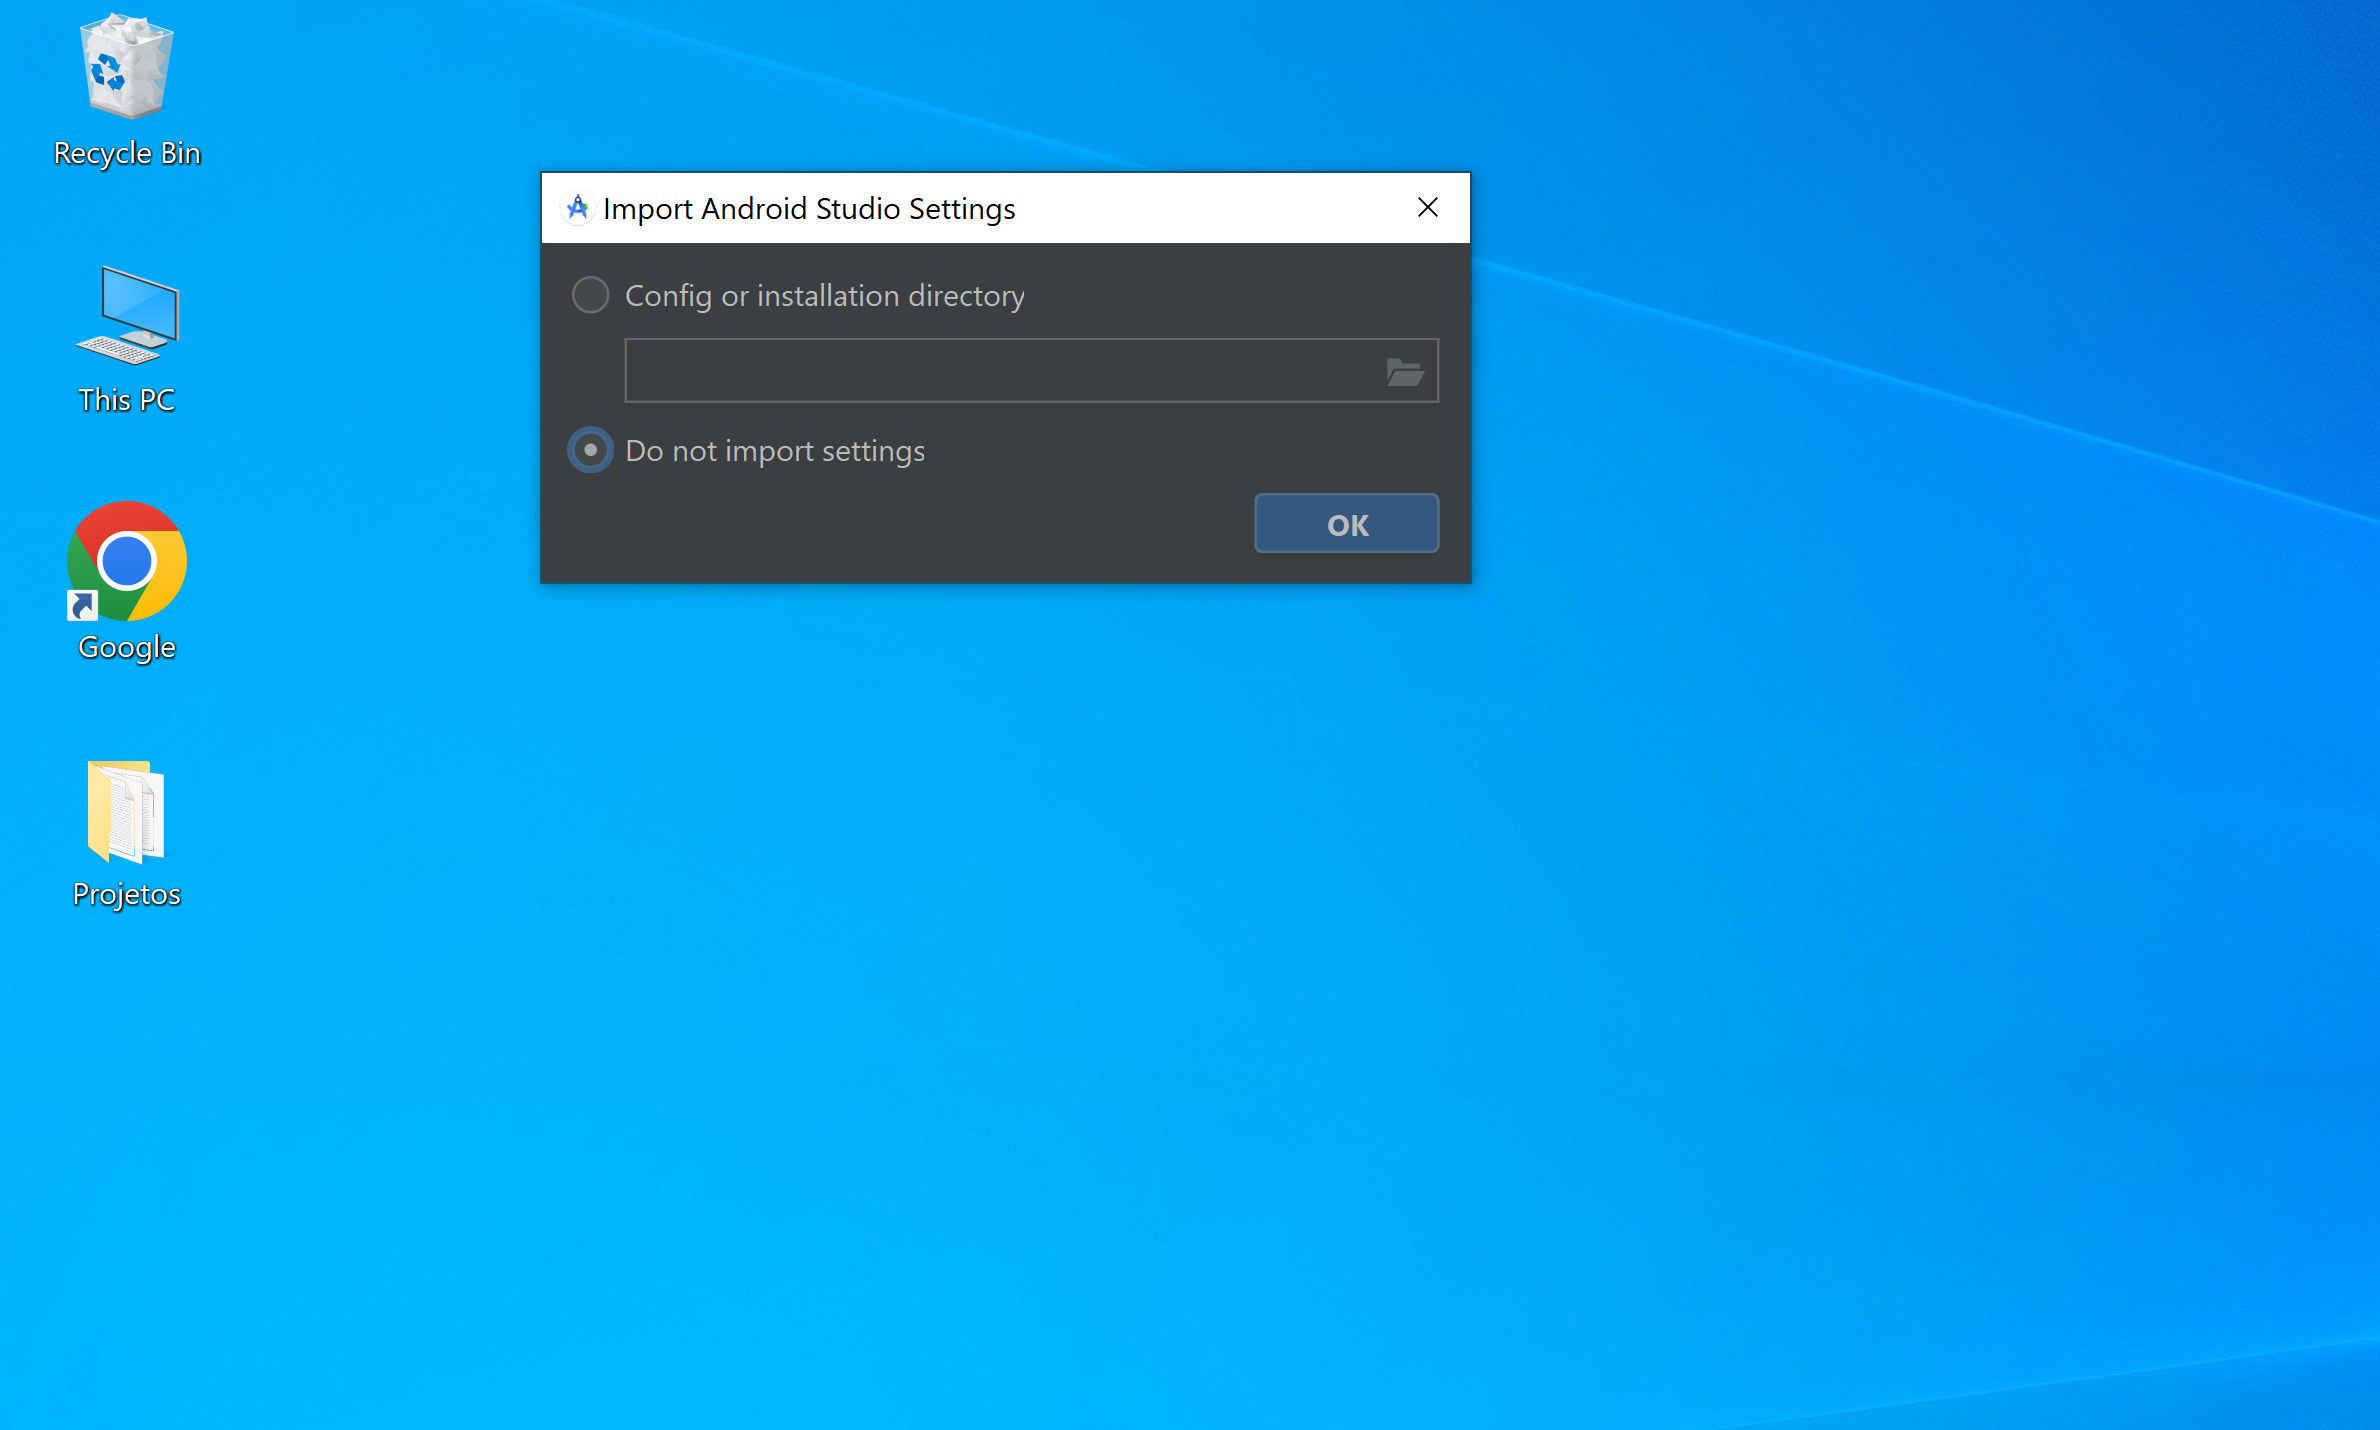 Recycle Bin
This PC
Google
Projetos
Import Android Studio Settings
Config or installation directory
Do not import settings
OK